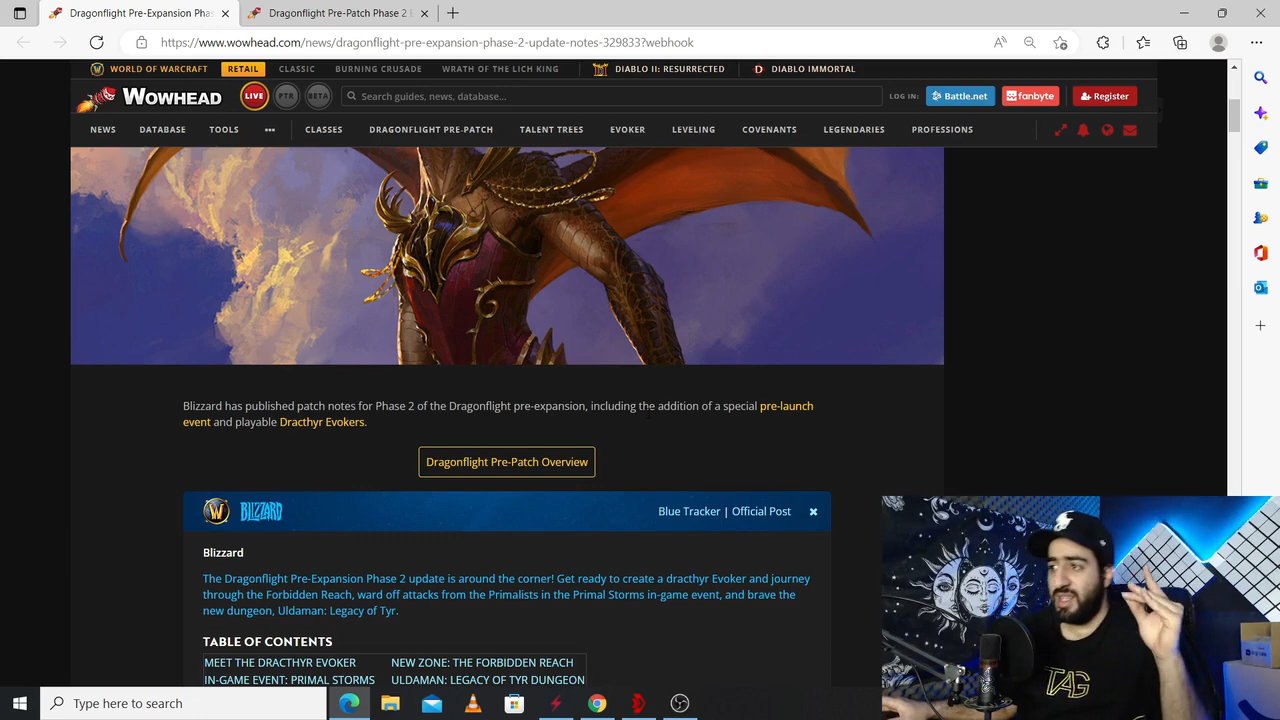 Dragonflight Pre-Expansion Phas
Dragonflight Pre-Patch Phase 2
https://www.wowhead.com/news/dragonflight-pre-expansion-phase-2-update-notes-329833?webhook
WORLD OF WARCRAFT RETAIL CLASSIC BURNING CRUSADE WRATH OF THE LICH KING DIABLO II: RESURRECTED DIABLO IMMORTAL
WOWHEAD LIVE PTR BETA Search guides, news, database... LOG IN: Battle.net fanbyte Register
NEWS DATABASE TOOLS ••• CLASSES DRAGONFLIGHT PRE-PATCH TALENT TREES EVOKER LEVELING COVENANTS LEGENDARIES PROFESSIONS
Blizzard has published patch notes for Phase 2 of the Dragonflight pre-expansion, including the addition of a special pre-launch
event and playable Dracthyr Evokers.
Dragonflight Pre-Patch Overview
BLIZZARD Blue Tracker | Official Post
Blizzard
The Dragonflight Pre-Expansion Phase 2 update is around the corner! Get ready to create a dracthyr Evoker and journey
through the Forbidden Reach, ward off attacks from the Primalists in the Primal Storms in-game event, and brave the
new dungeon, Uldaman: Legacy of Tyr.
TABLE OF CONTENTS
MEET THE DRACTHYR EVOKER NEW ZONE: THE FORBIDDEN REACH
IN-GAME EVENT: PRIMAL STORMS ULDAMAN: LEGACY OF TYR DUNGEON
TAG
Type here to search